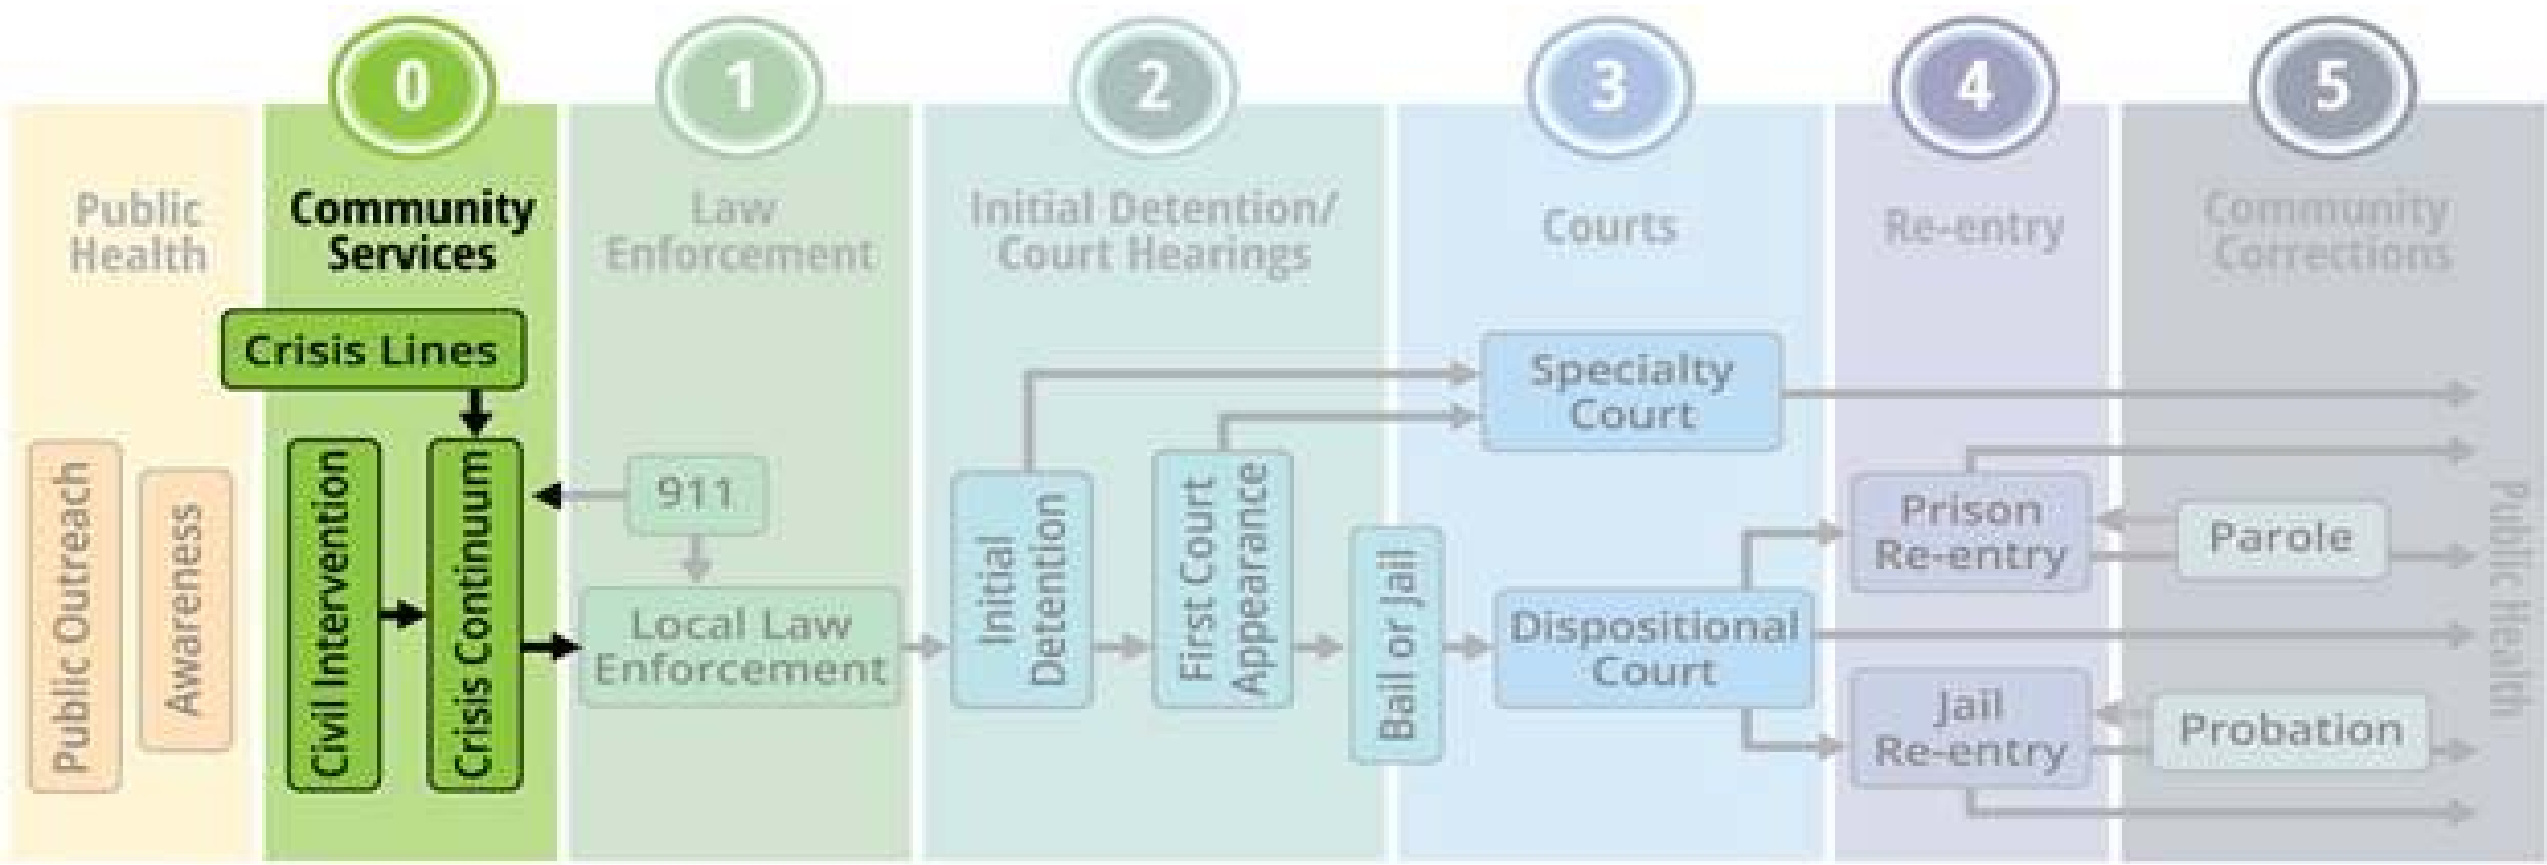 0
1
2
3
4
5
Public
Health
Community
Services
Law
Enforcement
Initial Detention/
Court Hearings
Courts
Re-entry
Community
Corrections
Crisis Lines
Public Outreach
Awareness
Civil Intervention
Crisis Continuum
911
Local Law
Enforcement
Initial
Detention
First Court
Appearance
Bail or Jail
Specialty
Court
Dispositional
Court
Prison
Re-entry
Jail
Re-entry
Parole
Probation
Public Health